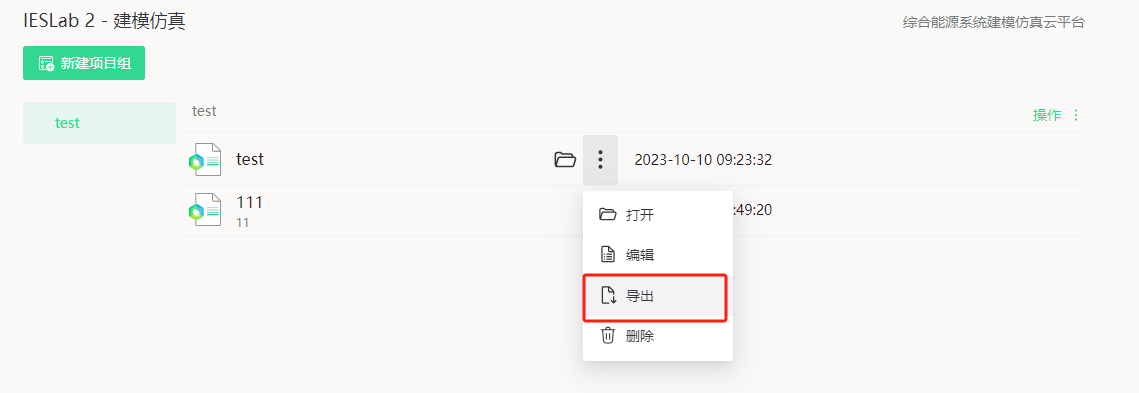 IESLab 2 - 建模仿真
综合能源系统建模仿真云平台
新建项目组
test
test
操作
test
2023-10-10 09:23:32
111
:49:20
11
打开
编辑
导出
删除